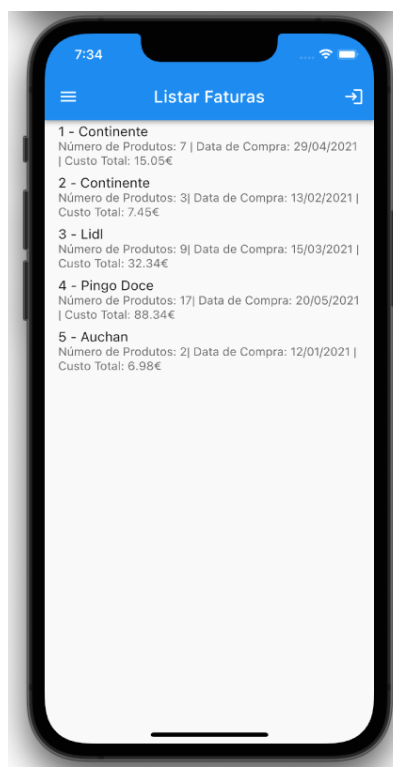 7:34
Listar Faturas
1 - Continente
Número de Produtos: 7 | Data de Compra: 29/04/2021
| Custo Total: 15.05€
2 - Continente
Número de Produtos: 3| Data de Compra: 13/02/2021 |
Custo Total: 7.45€
3 - Lidl
Número de Produtos: 9| Data de Compra: 15/03/2021 |
Custo Total: 32.34€
4 - Pingo Doce
Número de Produtos: 17| Data de Compra: 20/05/2021
| Custo Total: 88.34€
5 - Auchan
Número de Produtos: 2| Data de Compra: 12/01/2021 |
Custo Total: 6.98€